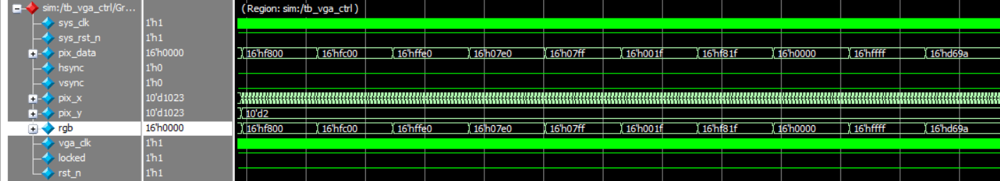 sim:/tb_vga_ctrl/Gr... (Region: sim:/tb_vga_ctrl )
sys_clk 1'h1
sys_rst_n 1'h1
pix_data 16'h0000 16'hf800 16'hfc00 16'hffe0 16'h07e0 16'h07ff 16'h001f 16'hf81f 16'h0000 16'hffff 16'hd69a
hsync 1'h0
vsync 1'h0
pix_x 10'd1023
pix_y 10'd1023 10'd2
rgb 16'h0000 16'hf800 16'hfc00 16'hffe0 16'h07e0 16'h07ff 16'h001f 16'hf81f 16'h0000 16'hffff 16'hd69a
vga_clk 1'h1
locked 1'h1
rst_n 1'h1